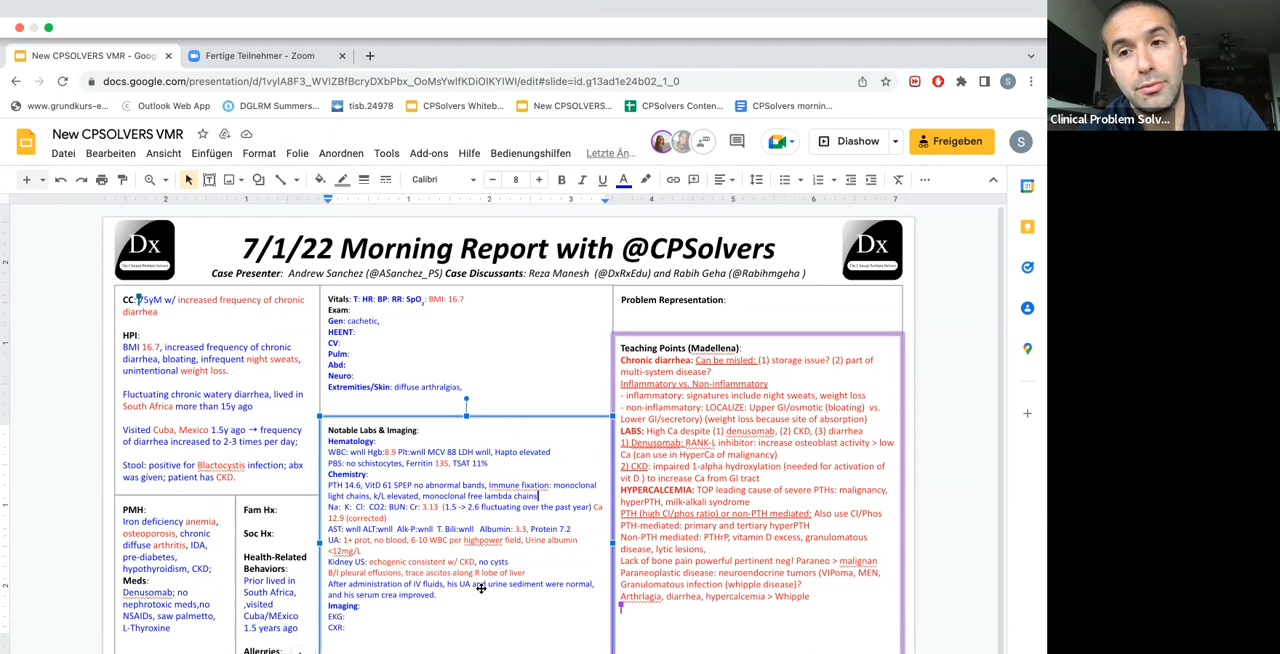 New CPSOLVERS VMR - Goog
Fertige Teilnehmer - Zoom
docs.google.com/presentation/d/1vylA8F3_WVlZBfBcryDXbPbx_OoMsYwlfKDiOIKYIWI/edit#slide=id.g13ad1e24b02_1_0
www.grundkurs-e...
Outlook Web App
DGLRM Summers...
tisb.24978
CPSolvers Whiteb...
New CPSOLVERS...
CPSolvers Conten...
CPSolvers mornin...
New CPSOLVERS VMR
Datei Bearbeiten Ansicht Einfügen Format Folie Anordnen Tools Add-ons Hilfe Bedienungshilfen Letzte Än...
Diashow
Freigeben
S
Calibri
8
Clinical Problem Solv...
Dx
7/1/22 Morning Report with @CPSolvers
Case Presenter: Andrew Sanchez (@ASanchez_PS) Case Discussants: Reza Manesh (@DxRxEdu) and Rabih Geha (@Rabihmgeha )
Dx
CC: 75yM w/ increased frequency of chronic
diarrhea
HPI:
BMI 16.7, increased frequency of chronic
diarrhea, bloating, infrequent night sweats,
unintentional weight loss.
Fluctuating chronic watery diarrhea, lived in
South Africa more than 15y ago
Visited Cuba, Mexico 1.5y ago → frequency
of diarrhea increased to 2-3 times per day;
Stool: positive for Blactocystis infection; abx
was given; patient has CKD.
PMH:
Iron deficiency anemia,
osteoporosis, chronic
diffuse arthritis, IDA,
pre-diabetes,
hypothyroidism, CKD;
Meds:
Denusomab; no
nephrotoxic meds,no
NSAIDs, saw palmetto,
L-Thyroxine
Fam Hx:
Soc Hx:
Health-Related
Behaviors:
Prior lived in
South Africa,
,visited
Cuba/MExico
1.5 years ago
Allergies:
Vitals: T: HR: BP: RR: SpO2: BMI: 16.7
Exam:
Gen: cachetic,
HEENT:
CV:
Pulm:
Abd:
Neuro:
Extremities/Skin: diffuse arthralgias,
Notable Labs & Imaging:
Hematology:
WBC: wnll Hgb:8.9 Plt:wnll MCV 88 LDH wnll, Hapto elevated
PBS: no schistocytes, Ferritin 135, TSAT 11%
Chemistry:
PTH 14.6, VitD 61 SPEP no abnormal bands, Immune fixation: monoclonal
light chains, k/L elevated, monoclonal free lambda chains
Na: K: Cl: CO2: BUN: Cr: 3.13 (1.5 -> 2.6 fluctuating over the past year) Ca
12.9 (corrected)
AST: wnll ALT:wnll Alk-P:wnll T. Bili:wnll Albumin: 3.3, Protein 7.2
UA: 1+ prot, no blood, 6-10 WBC per highpower field, Urine albumin
<12mg/L
Kidney US: echogenic consistent w/ CKD, no cysts
B/l pleural effusions, trace ascites along R lobe of liver
After administration of IV fluids, his UA and urine sediment were normal,
and his serum crea improved.
Imaging:
EKG:
CXR:
Problem Representation:
Teaching Points (Madellena):
Chronic diarrhea: Can be misled: (1) storage issue? (2) part of
multi-system disease?
Inflammatory vs. Non-inflammatory
- inflammatory: signatures include night sweats, weight loss
- non-inflammatory: LOCALIZE: Upper GI/osmotic (bloating) vs.
Lower GI/secretory) (weight loss because site of absorption)
LABS: High Ca despite (1) denusomab, (2) CKD, (3) diarrhea
1) Denusomab: RANK-L inhibitor: increase osteoblast activity > low
Ca (can use in HyperCa of malignancy)
2) CKD: impaired 1-alpha hydroxylation (needed for activation of
vit D ) to increase Ca from GI tract
HYPERCALCEMIA: TOP leading cause of severe PTHs: malignancy,
hyperPTH, milk-alkali syndrome
PTH (high Cl/phos ratio) or non-PTH mediated: Also use Cl/Phos
PTH-mediated: primary and tertiary hyperPTH
Non-PTH mediated: PTHrP, vitamin D excess, granulomatous
disease, lytic lesions,
Lack of bone pain powerful pertinent neg! Paraneo > malignan
Paraneoplastic disease: neuroendocrine tumors (VIPoma, MEN,
Granulomatous infection (whipple disease)?
Arthrlagia, diarrhea, hypercalcemia > Whipple